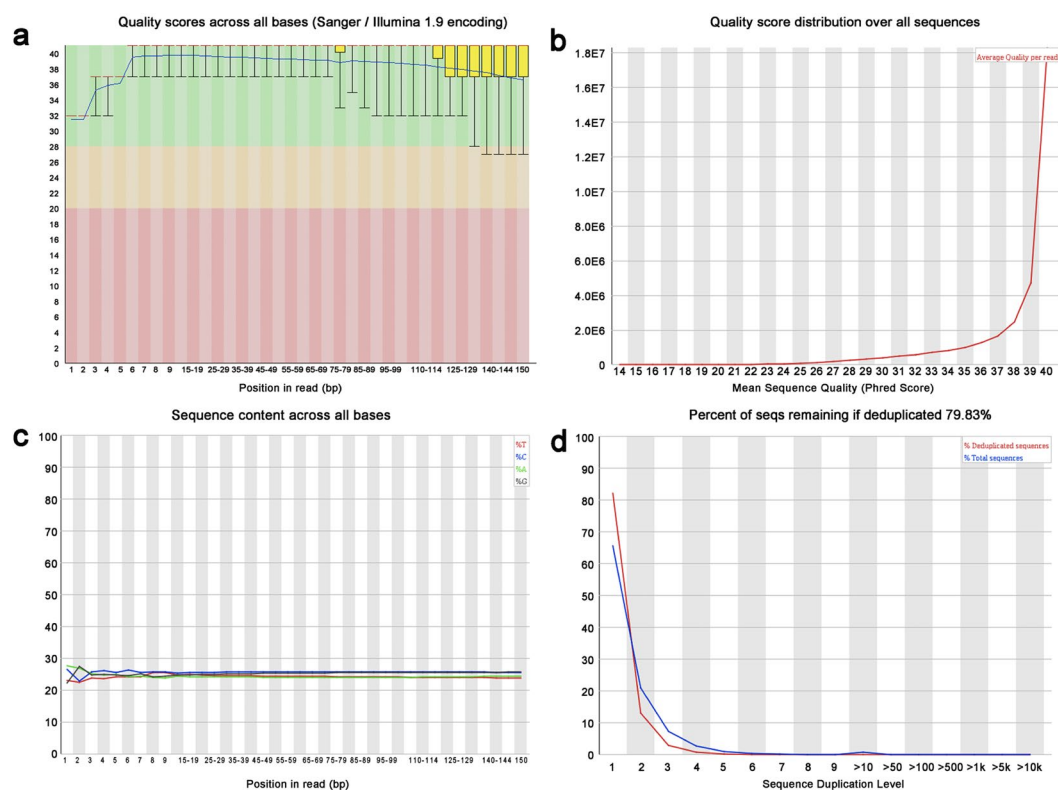 a
Quality scores across all bases (Sanger / Illumina 1.9 encoding)
40
38
36
34
32
30
28
26
24
22
20
18
16
14
12
10
8
6
4
2
0
1 2 3 4 5 6 7 8 9 15-19 25-29 35-39 45-49 55-59 65-69 75-79 85-89 95-99 110-114 125-129 140-144 150
Position in read (bp)
b
Quality score distribution over all sequences
Average Quality per read
1.8E7
1.6E7
1.4E7
1.2E7
1.0E7
8.0E6
6.0E6
4.0E6
2.0E6
0
14 15 16 17 18 19 20 21 22 23 24 25 26 27 28 29 30 31 32 33 34 35 36 37 38 39 40
Mean Sequence Quality (Phred Score)
c
Sequence content across all bases
%T
%C
%A
%G
100
90
80
70
60
50
40
30
20
10
0
1 2 3 4 5 6 7 8 9 15-19 25-29 35-39 45-49 55-59 65-69 75-79 85-89 95-99 110-114 125-129 140-144 150
Position in read (bp)
d
Percent of seqs remaining if deduplicated 79.83%
% Deduplicated sequences
% Total sequences
100
90
80
70
60
50
40
30
20
10
0
1 2 3 4 5 6 7 8 9 >10 >50 >100 >500 >1k >5k >10k
Sequence Duplication Level